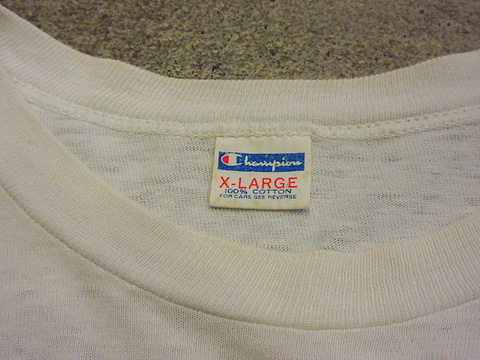 Champion
X-LARGE
100% COTTON
FOR CARE SEE REVERSE